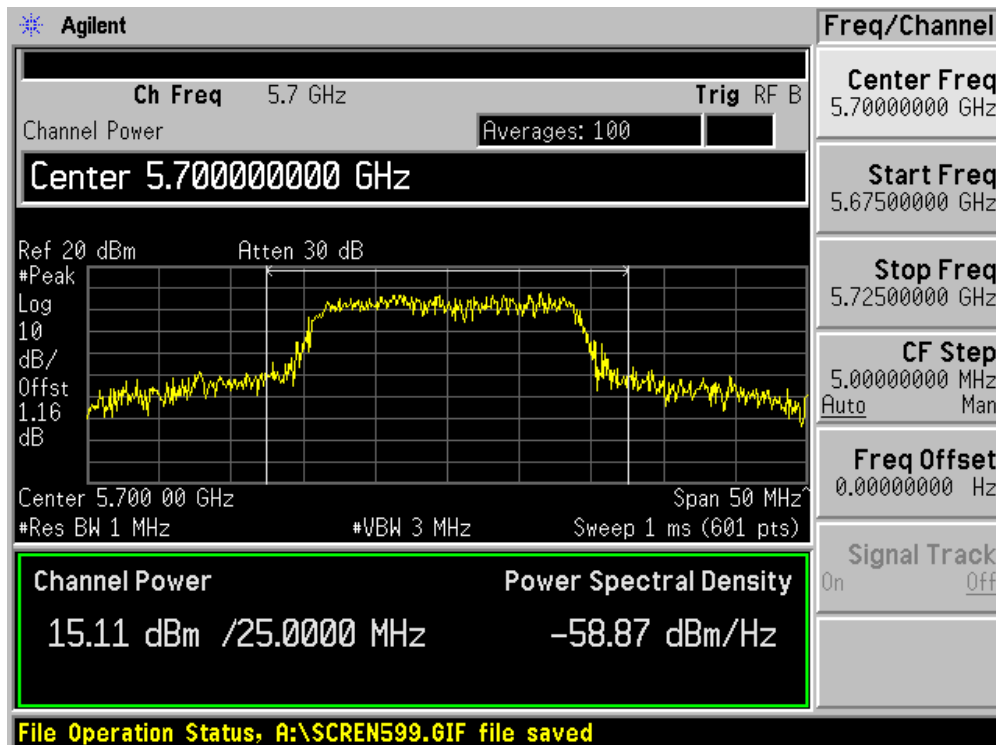 Agilent
Freq/Channel
Ch Freq 5.7 GHz Trig RF B
Channel Power Averages: 100
Center 5.700000000 GHz
Ref 20 dBm Atten 30 dB
#Peak
Log
10
dB/
Offst
1.16
dB
Center 5.700 00 GHz Span 50 MHz^
#Res BW 1 MHz #VBW 3 MHz Sweep 1 ms (601 pts)
Channel Power Power Spectral Density
15.11 dBm /25.0000 MHz -58.87 dBm/Hz
File Operation Status, A:\SCREN599.GIF file saved
Center Freq
5.70000000 GHz
Start Freq
5.67500000 GHz
Stop Freq
5.72500000 GHz
CF Step
5.00000000 MHz
Auto Man
Freq Offset
0.00000000 Hz
Signal Track
On Off